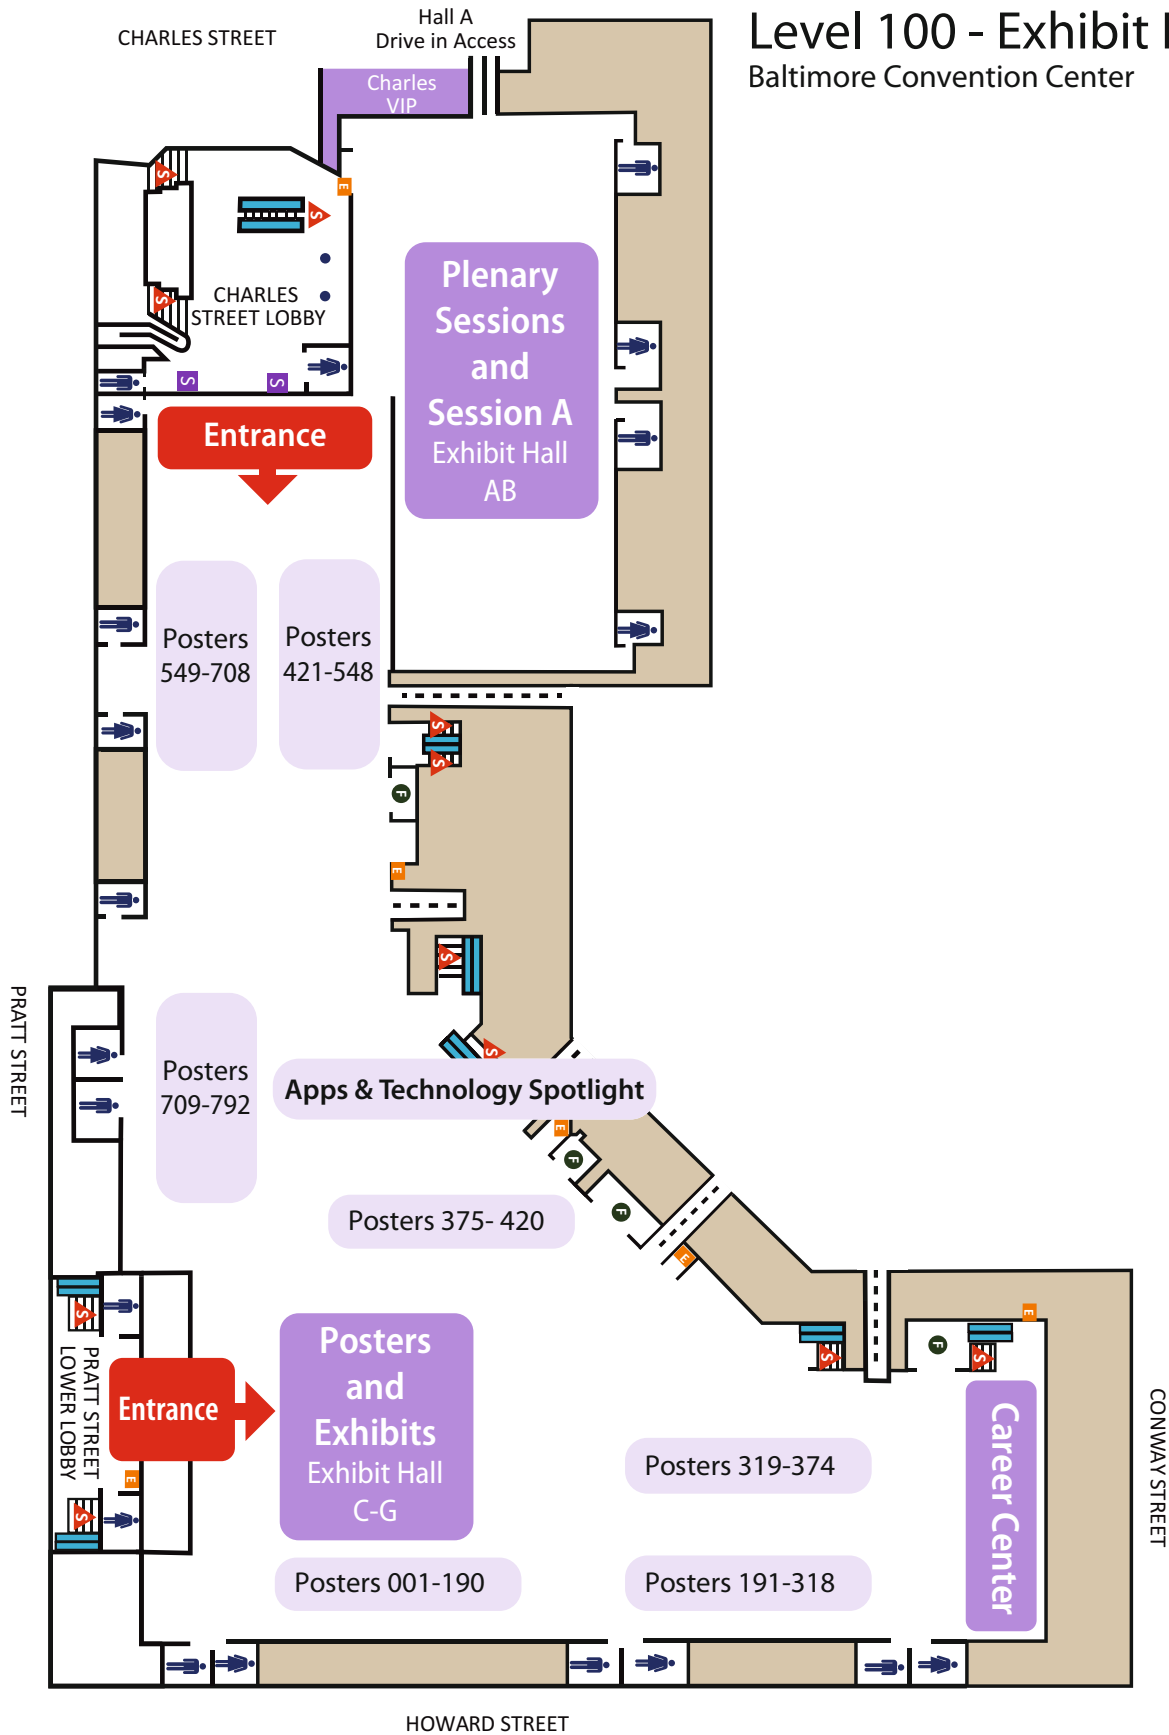 Level 100 - Exhibit
Baltimore Convention Center
CHARLES STREET
Hall A
Drive in Access
Charles
VIP
S
E
S
S
CHARLES
STREET LOBBY
S
S
Entrance
Plenary
Sessions
and
Session A
Exhibit Hall
AB
Posters
549-708
Posters
421-548
S
S
F
E
S
PRATT STREET
S
Posters
709-792
Apps & Technology Spotlight
E
F
F
Posters 375- 420
E
E
S
S
F
S
PRATT STREET
LOWER LOBBY
Entrance
E
S
Posters
and
Exhibits
Exhibit Hall
C-G
Posters 319-374
Career Center
CONWAY STREET
Posters 001-190
Posters 191-318
HOWARD STREET